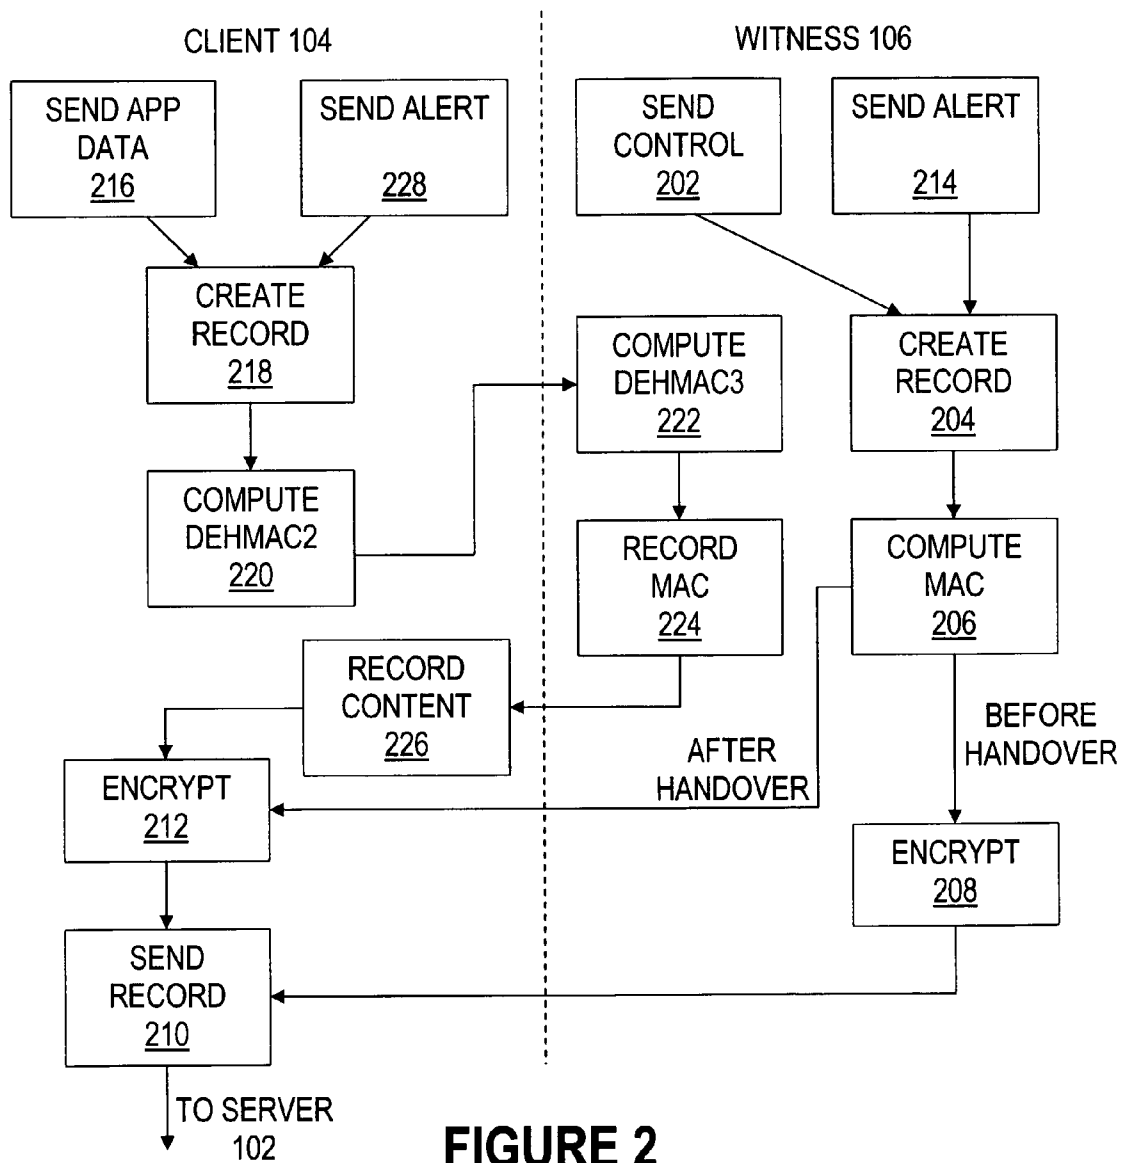 CLIENT 104
WITNESS 106
SEND APP
DATA
216
SEND ALERT
228
SEND
CONTROL
202
SEND ALERT
214
CREATE
RECORD
218
COMPUTE
DEHMAC3
222
CREATE
RECORD
204
COMPUTE
DEHMAC2
220
RECORD
MAC
224
COMPUTE
MAC
206
RECORD
CONTENT
226
AFTER
HANDOVER
BEFORE
HANDOVER
ENCRYPT
212
ENCRYPT
208
SEND
RECORD
210
TO SERVER
102
FIGURE 2